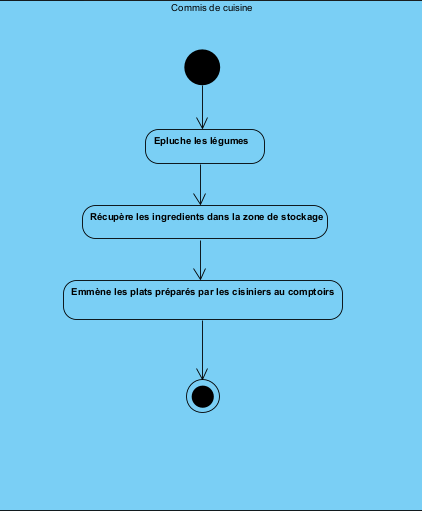 Commis de cuisine
Epluche les légumes
Récupère les ingredients dans la zone de stockage
Emmène les plats préparés par les cisiniers au comptoirs